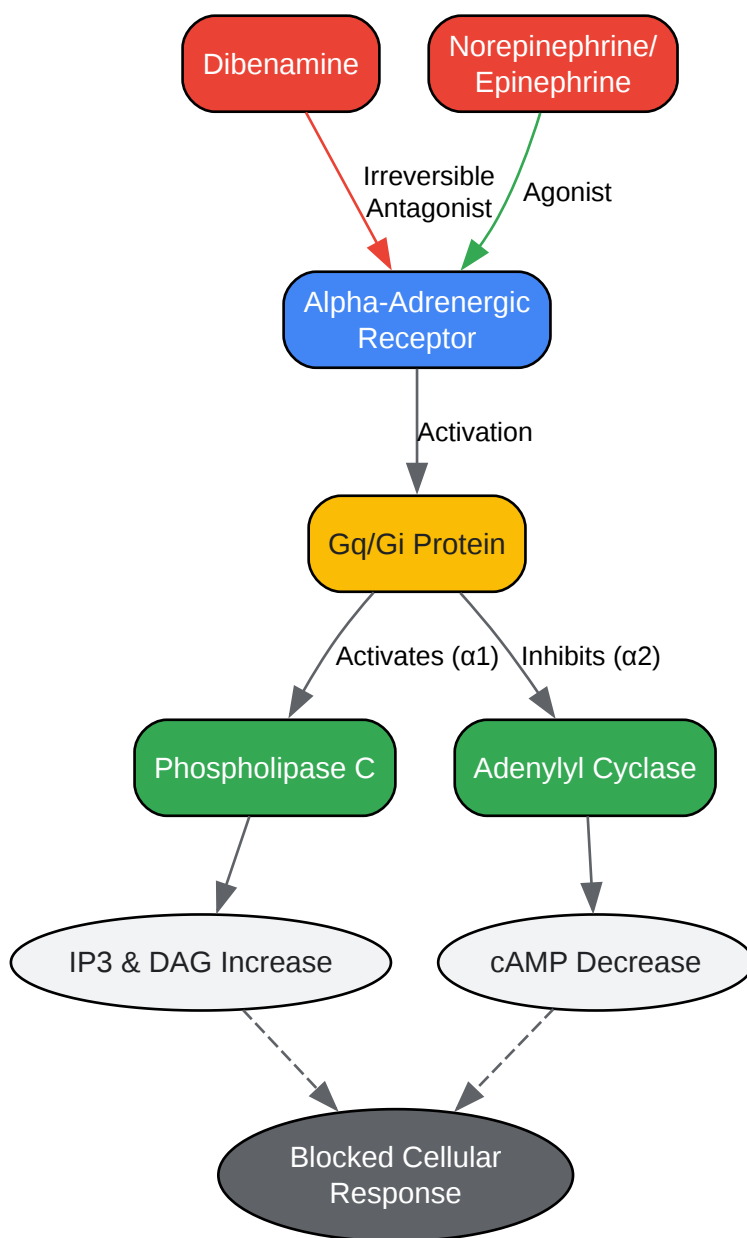 Dibenamine
Norepinephrine/
Epinephrine
Irreversible
Antagonist
Agonist
Alpha-Adrenergic
Receptor
Activation
Gq/Gi Protein
Activates (α1)
Inhibits (α2)
Phospholipase C
Adenylyl Cyclase
IP3 & DAG Increase
cAMP Decrease
Blocked Cellular
Response